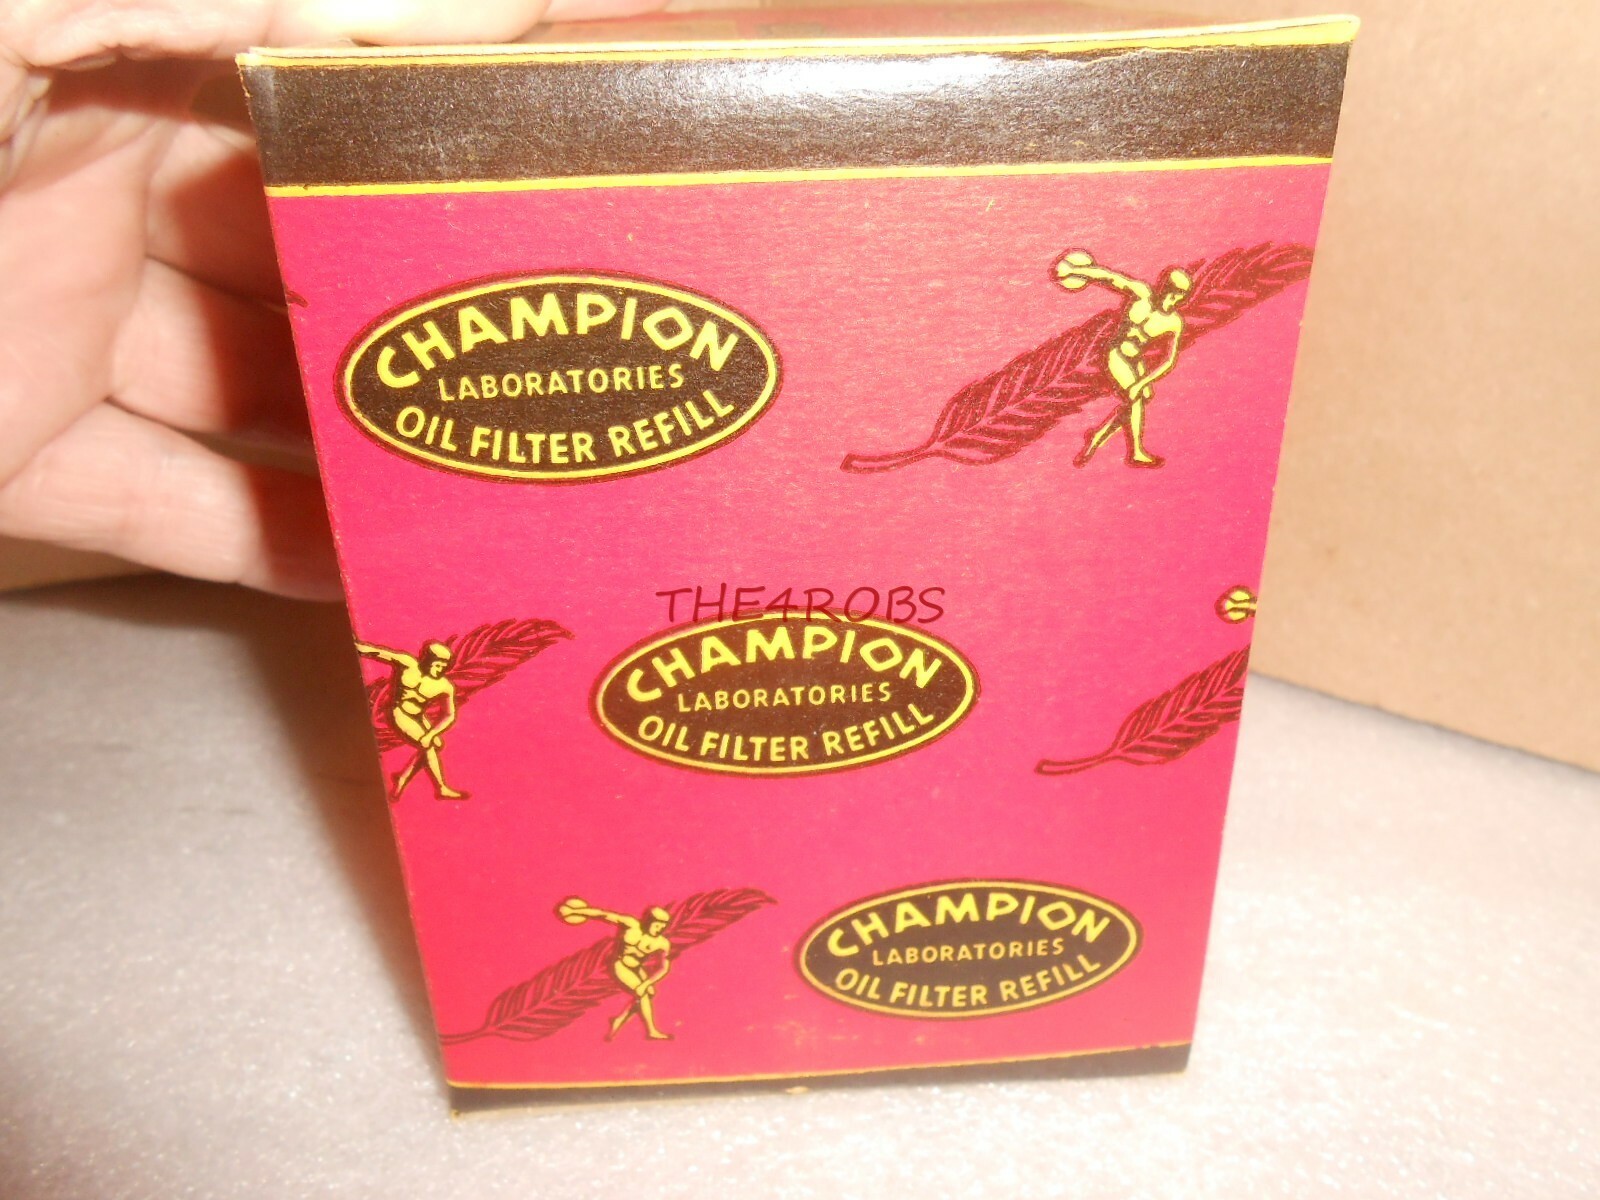 CHAMPION
LABORATORIES
OIL FILTER REFILL
THE4ROBS
CHAMPION
LABORATORIES
OIL FILTER REFILL
CHAMPION
LABORATORIES
OIL FILTER REFILL